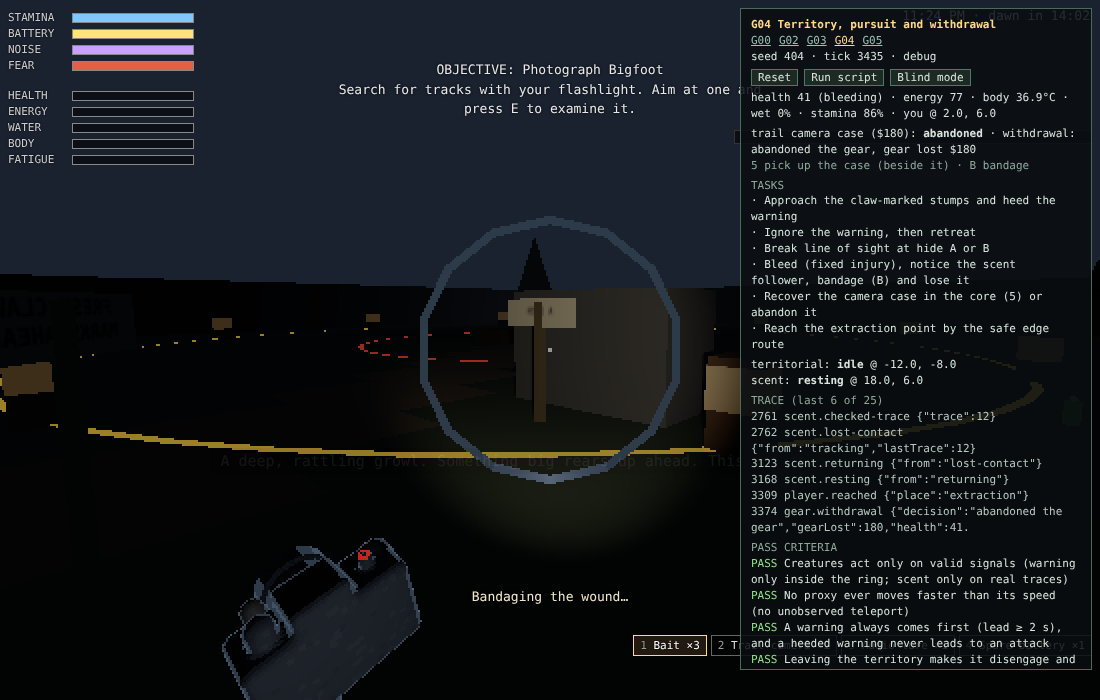 STAMINA
BATTERY
NOISE
FEAR
HEALTH
ENERGY
WATER
BODY
FATIGUE
OBJECTIVE: Photograph Bigfoot
Search for tracks with your flashlight. Aim at one and
press E to examine it.
11:24 PM · dawn in 14:02
G04 Territory, pursuit and withdrawal
G00 G02 G03 G04 G05
seed 404 · tick 3435 · debug
Reset Run script Blind mode
health 41 (bleeding) · energy 77 · body 36.9°C ·
wet 0% · stamina 86% · you @ 2.0, 6.0
trail camera case ($180): abandoned · withdrawal:
abandoned the gear, gear lost $180
5 pick up the case (beside it) · B bandage
TASKS
· Approach the claw-marked stumps and heed the
warning
· Ignore the warning, then retreat
· Break line of sight at hide A or B
· Bleed (fixed injury), notice the scent
follower, bandage (B) and lose it
· Recover the camera case in the core (5) or
abandon it
· Reach the extraction point by the safe edge
route
territorial: idle @ -12.0, -8.0
scent: resting @ 18.0, 6.0
TRACE (last 6 of 25)
2761 scent.checked-trace {"trace":12}
2762 scent.lost-contact
{"from":"tracking","lastTrace":12}
3123 scent.returning {"from":"lost-contact"}
3168 scent.resting {"from":"returning"}
3309 player.reached {"place":"extraction"}
3374 gear.withdrawal {"decision":"abandoned the
gear","gearLost":180,"health":41.
PASS CRITERIA
PASS Creatures act only on valid signals (warning
only inside the ring; scent only on real traces)
PASS No proxy ever moves faster than its speed
(no unobserved teleport)
PASS A warning always comes first (lead ≥ 2 s),
and a heeded warning never leads to an attack
PASS Leaving the territory makes it disengage and
A deep, rattling growl. Something big rears up ahead. This
Bandaging the wound…
1 Bait ×3
2